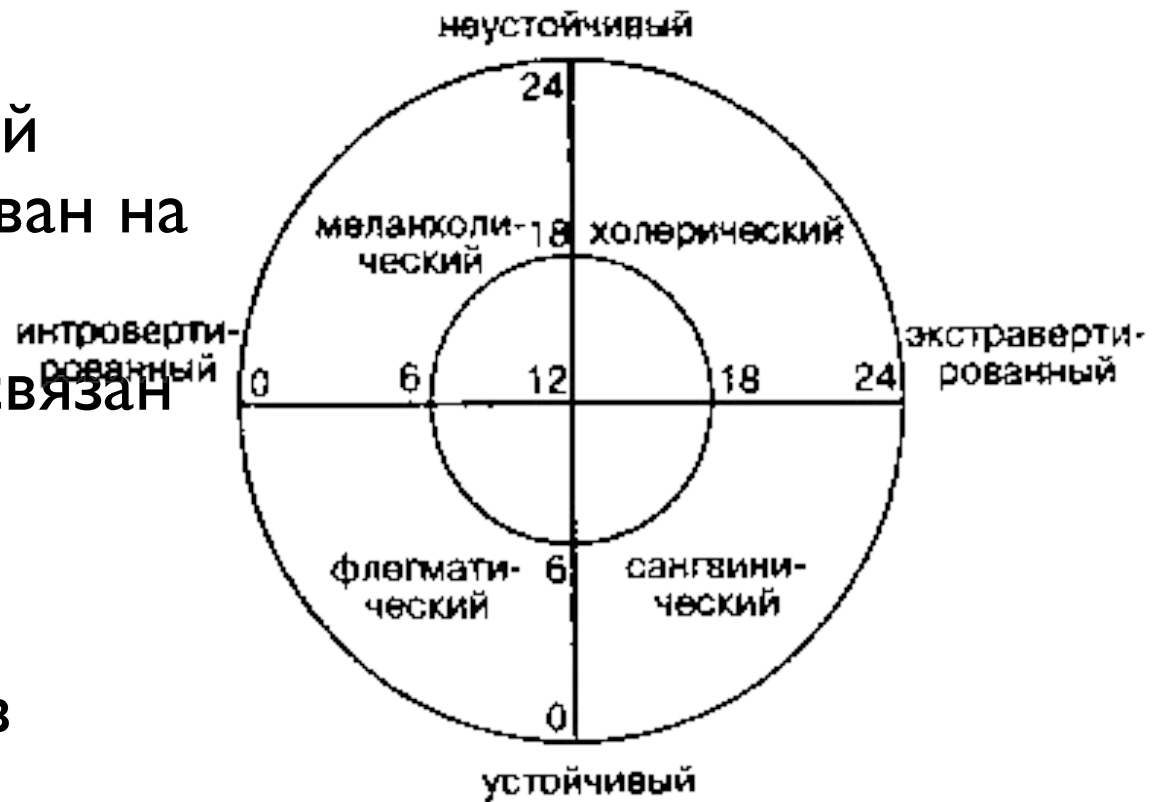 неустойчивый
24
й
ван на
меланхоли-
ческий
18
холерический
интроверти-
рованный
связан
0
6
12
18
24
экстраверти-
рованный
флегмати-
ческий
6
сангвини-
ческий
в
0
устойчивый